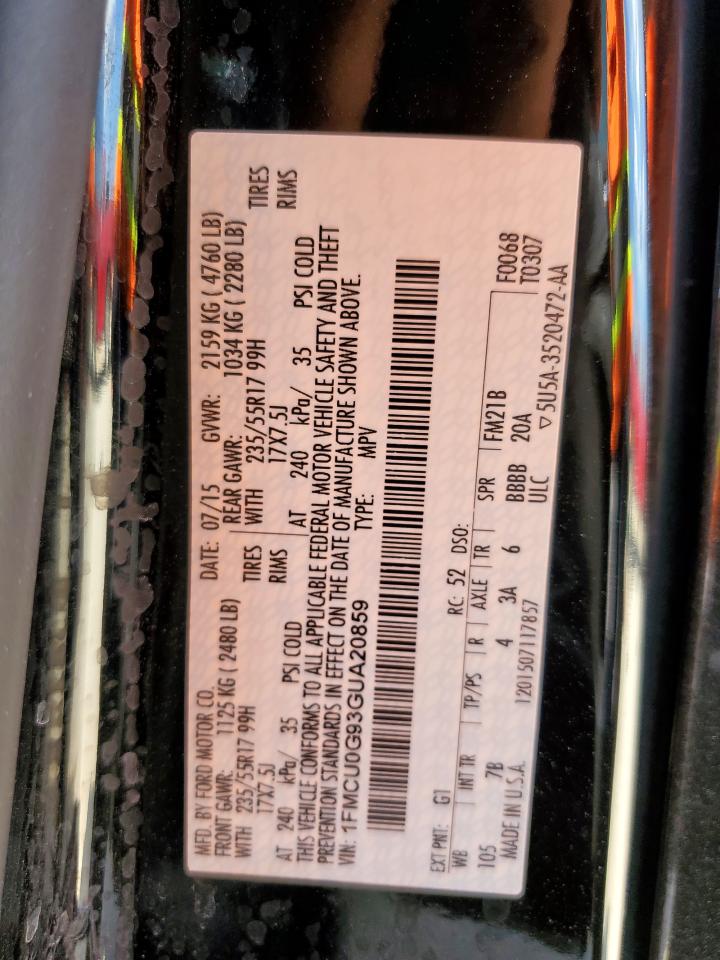 MFD. BY FORD MOTOR CO.
DATE: 07/15 GVWR: 2159 KG ( 4760 LB)
FRONT GAWR: 1125 KG ( 2480 LB)
REAR GAWR: 1034 KG ( 2280 LB)
WITH 235/55R17 99H TIRES
WITH 235/55R17 99H TIRES
17X7.5J RIMS
17X7.5J RIMS
AT 240 kPa/ 35 PSI COLD
AT 240 kPa/ 35 PSI COLD
THIS VEHICLE CONFORMS TO ALL APPLICABLE FEDERAL MOTOR VEHICLE SAFETY AND THEFT
PREVENTION STANDARDS IN EFFECT ON THE DATE OF MANUFACTURE SHOWN ABOVE.
VIN: 1FMCU0G93GUA20859 TYPE: MPV
EXT PNT: G1 RC: 52 DSO: F0068
WB INT TR TP/PS R AXLE TR SPR FM21B T0307
105 7B 4 3A 6 BBBB 20A
MADE IN U.S.A. 1201507117857 ULC ▽5U5A-3520472-AA